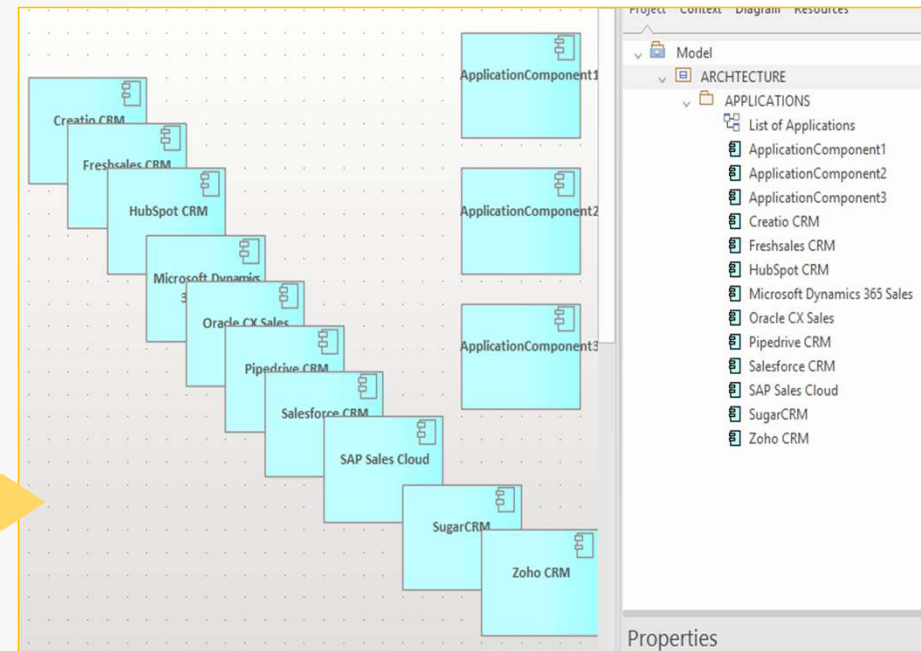 Creatio CRM
Freshsales CRM
HubSpot CRM
Microsoft Dynamics
3
Oracle CX Sales
Pipedrive CRM
Salesforce CRM
SAP Sales Cloud
SugarCRM
Zoho CRM
ApplicationComponent1
ApplicationComponent2
ApplicationComponent3
Project Context Diagram Resources
Model
ARCHTECTURE
APPLICATIONS
List of Applications
ApplicationComponent1
ApplicationComponent2
ApplicationComponent3
Creatio CRM
Freshsales CRM
HubSpot CRM
Microsoft Dynamics 365 Sales
Oracle CX Sales
Pipedrive CRM
Salesforce CRM
SAP Sales Cloud
SugarCRM
Zoho CRM
Properties